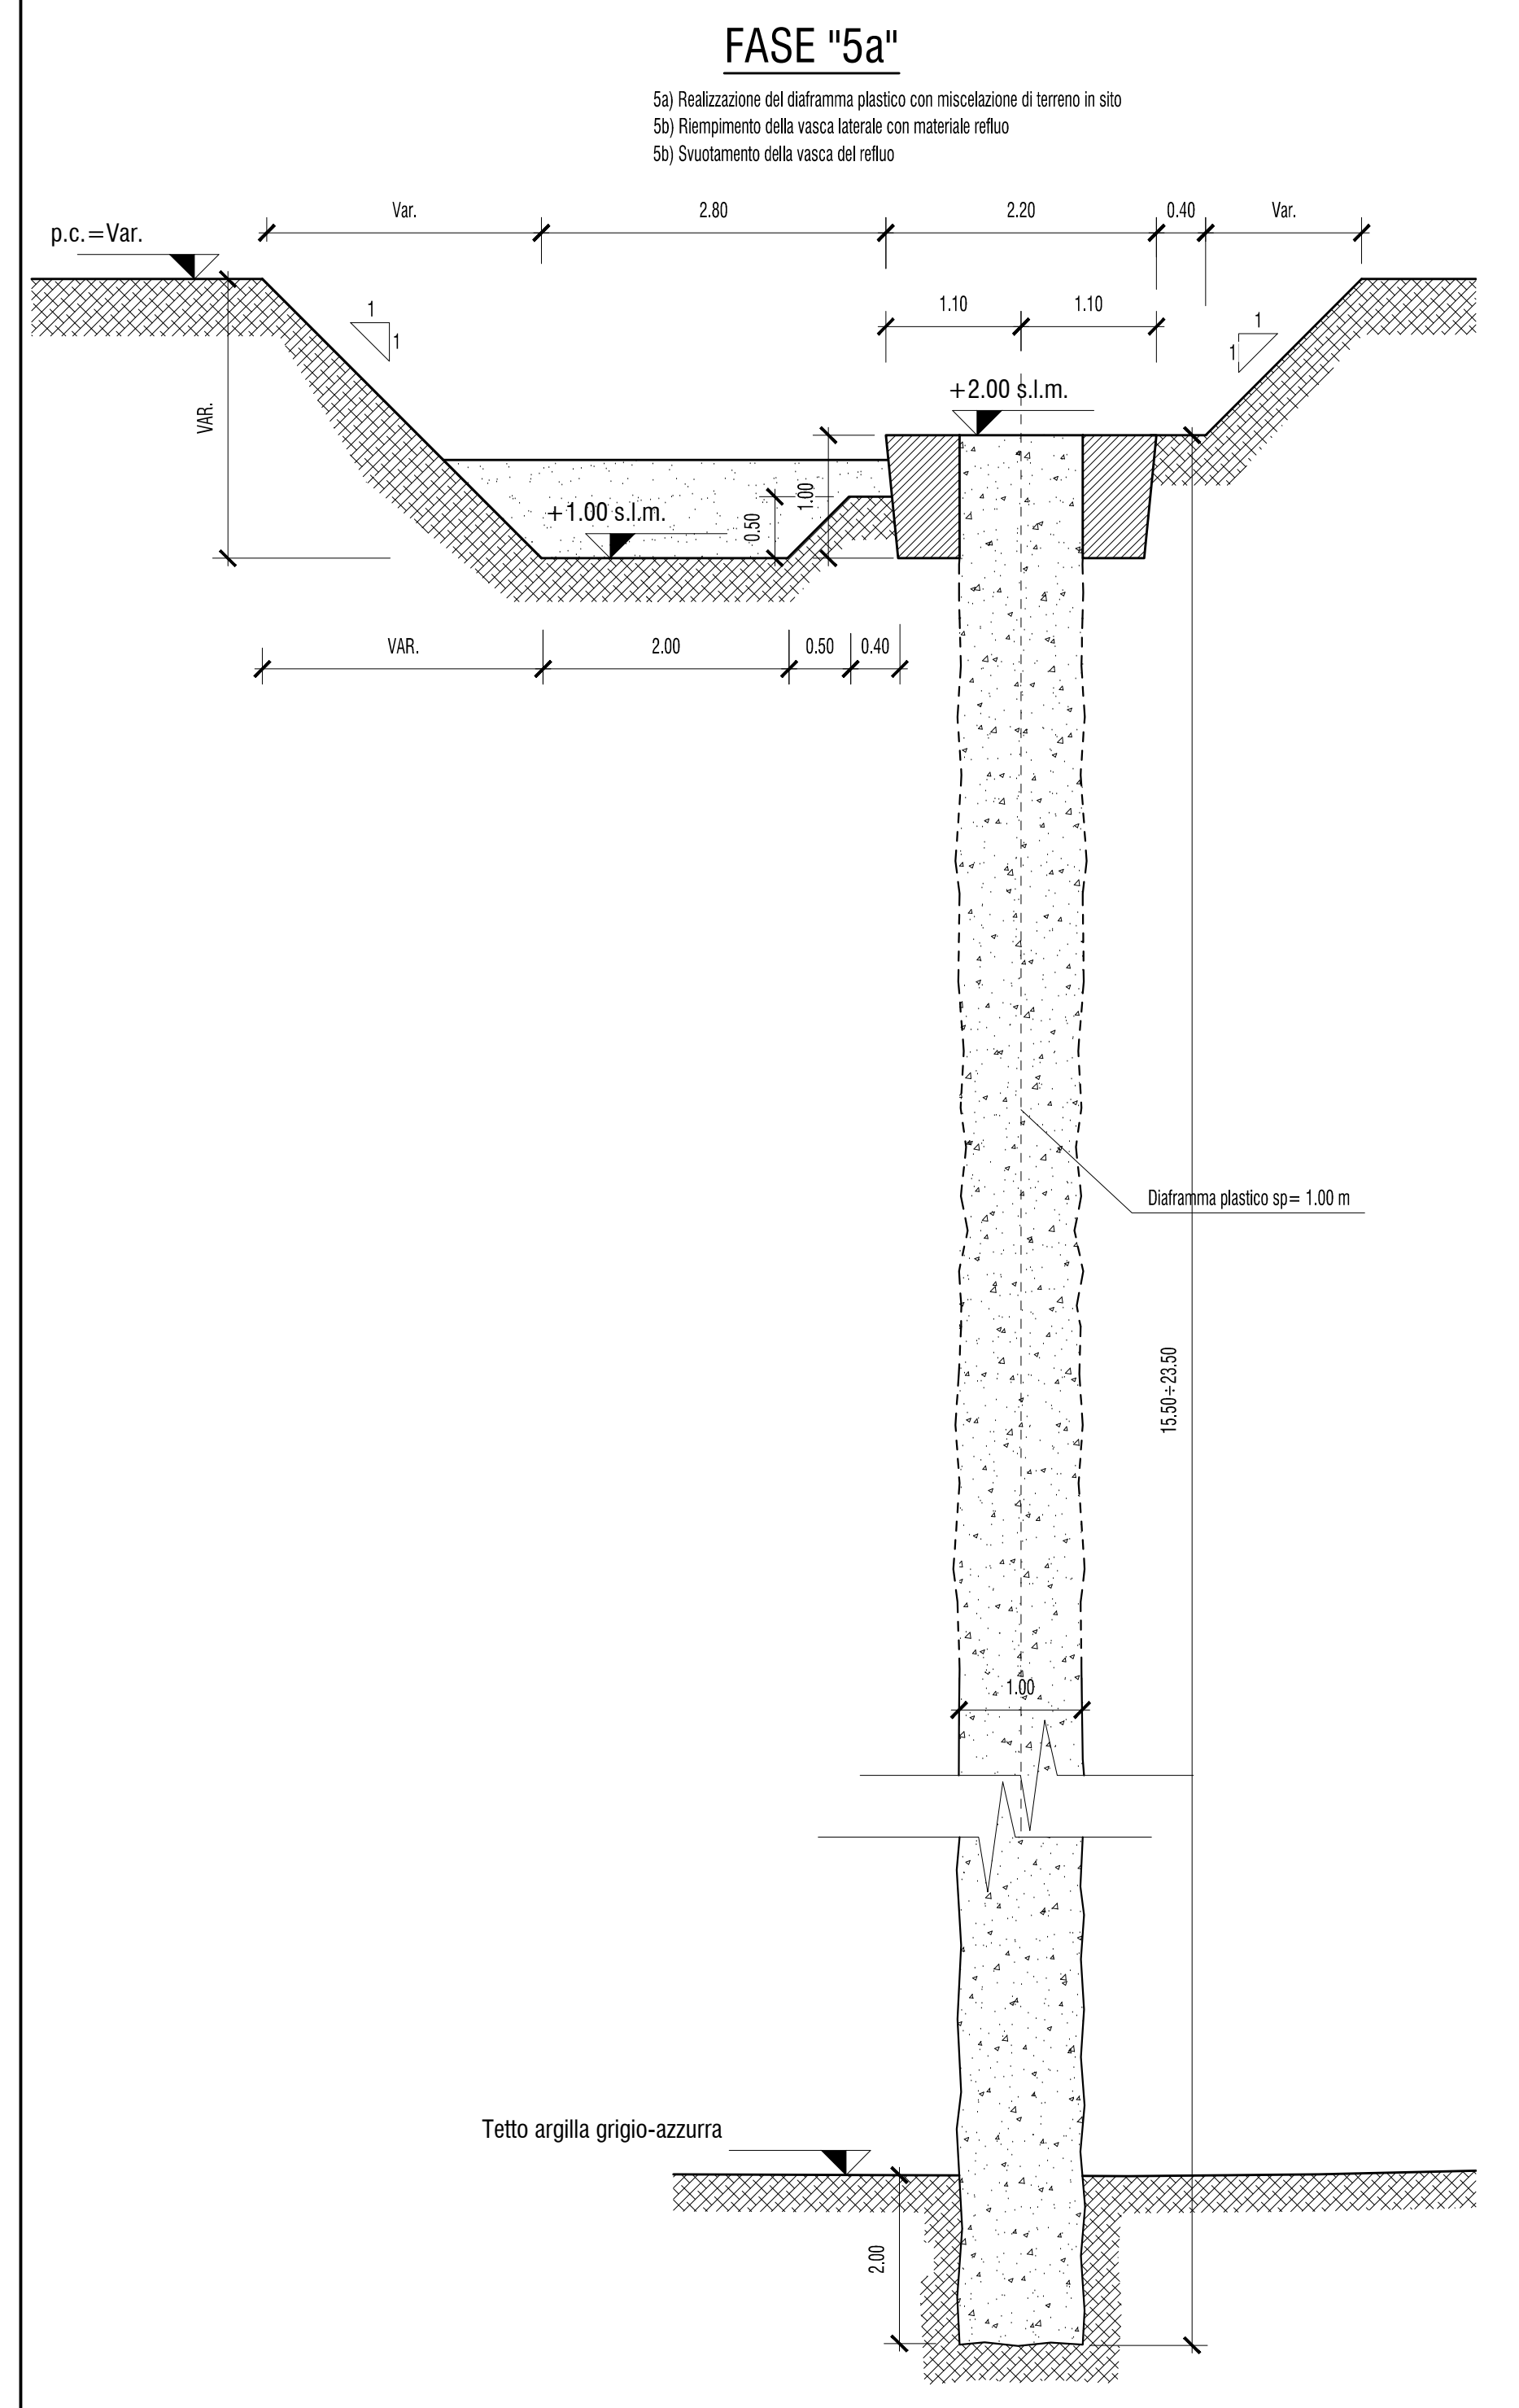 FASE "5a"
5a) Realizzazione del diaframma plastico con miscelazione di terreno in sito
5b) Riempimento della vasca laterale con materiale refluo
5b) Svuotamento della vasca del refluo
Var.
2.80
2.20
0.40
Var.
p.c.=Var.
1.10
1.10
1
1
1
1
+2.00 s.l.m.
VAR.
1.00
0.50
+1.00 s.l.m.
VAR.
2.00
0.50
0.40
Diaframma plastico sp= 1.00 m
15.50÷23.50
1.00
Tetto argilla grigio-azzurra
2.00